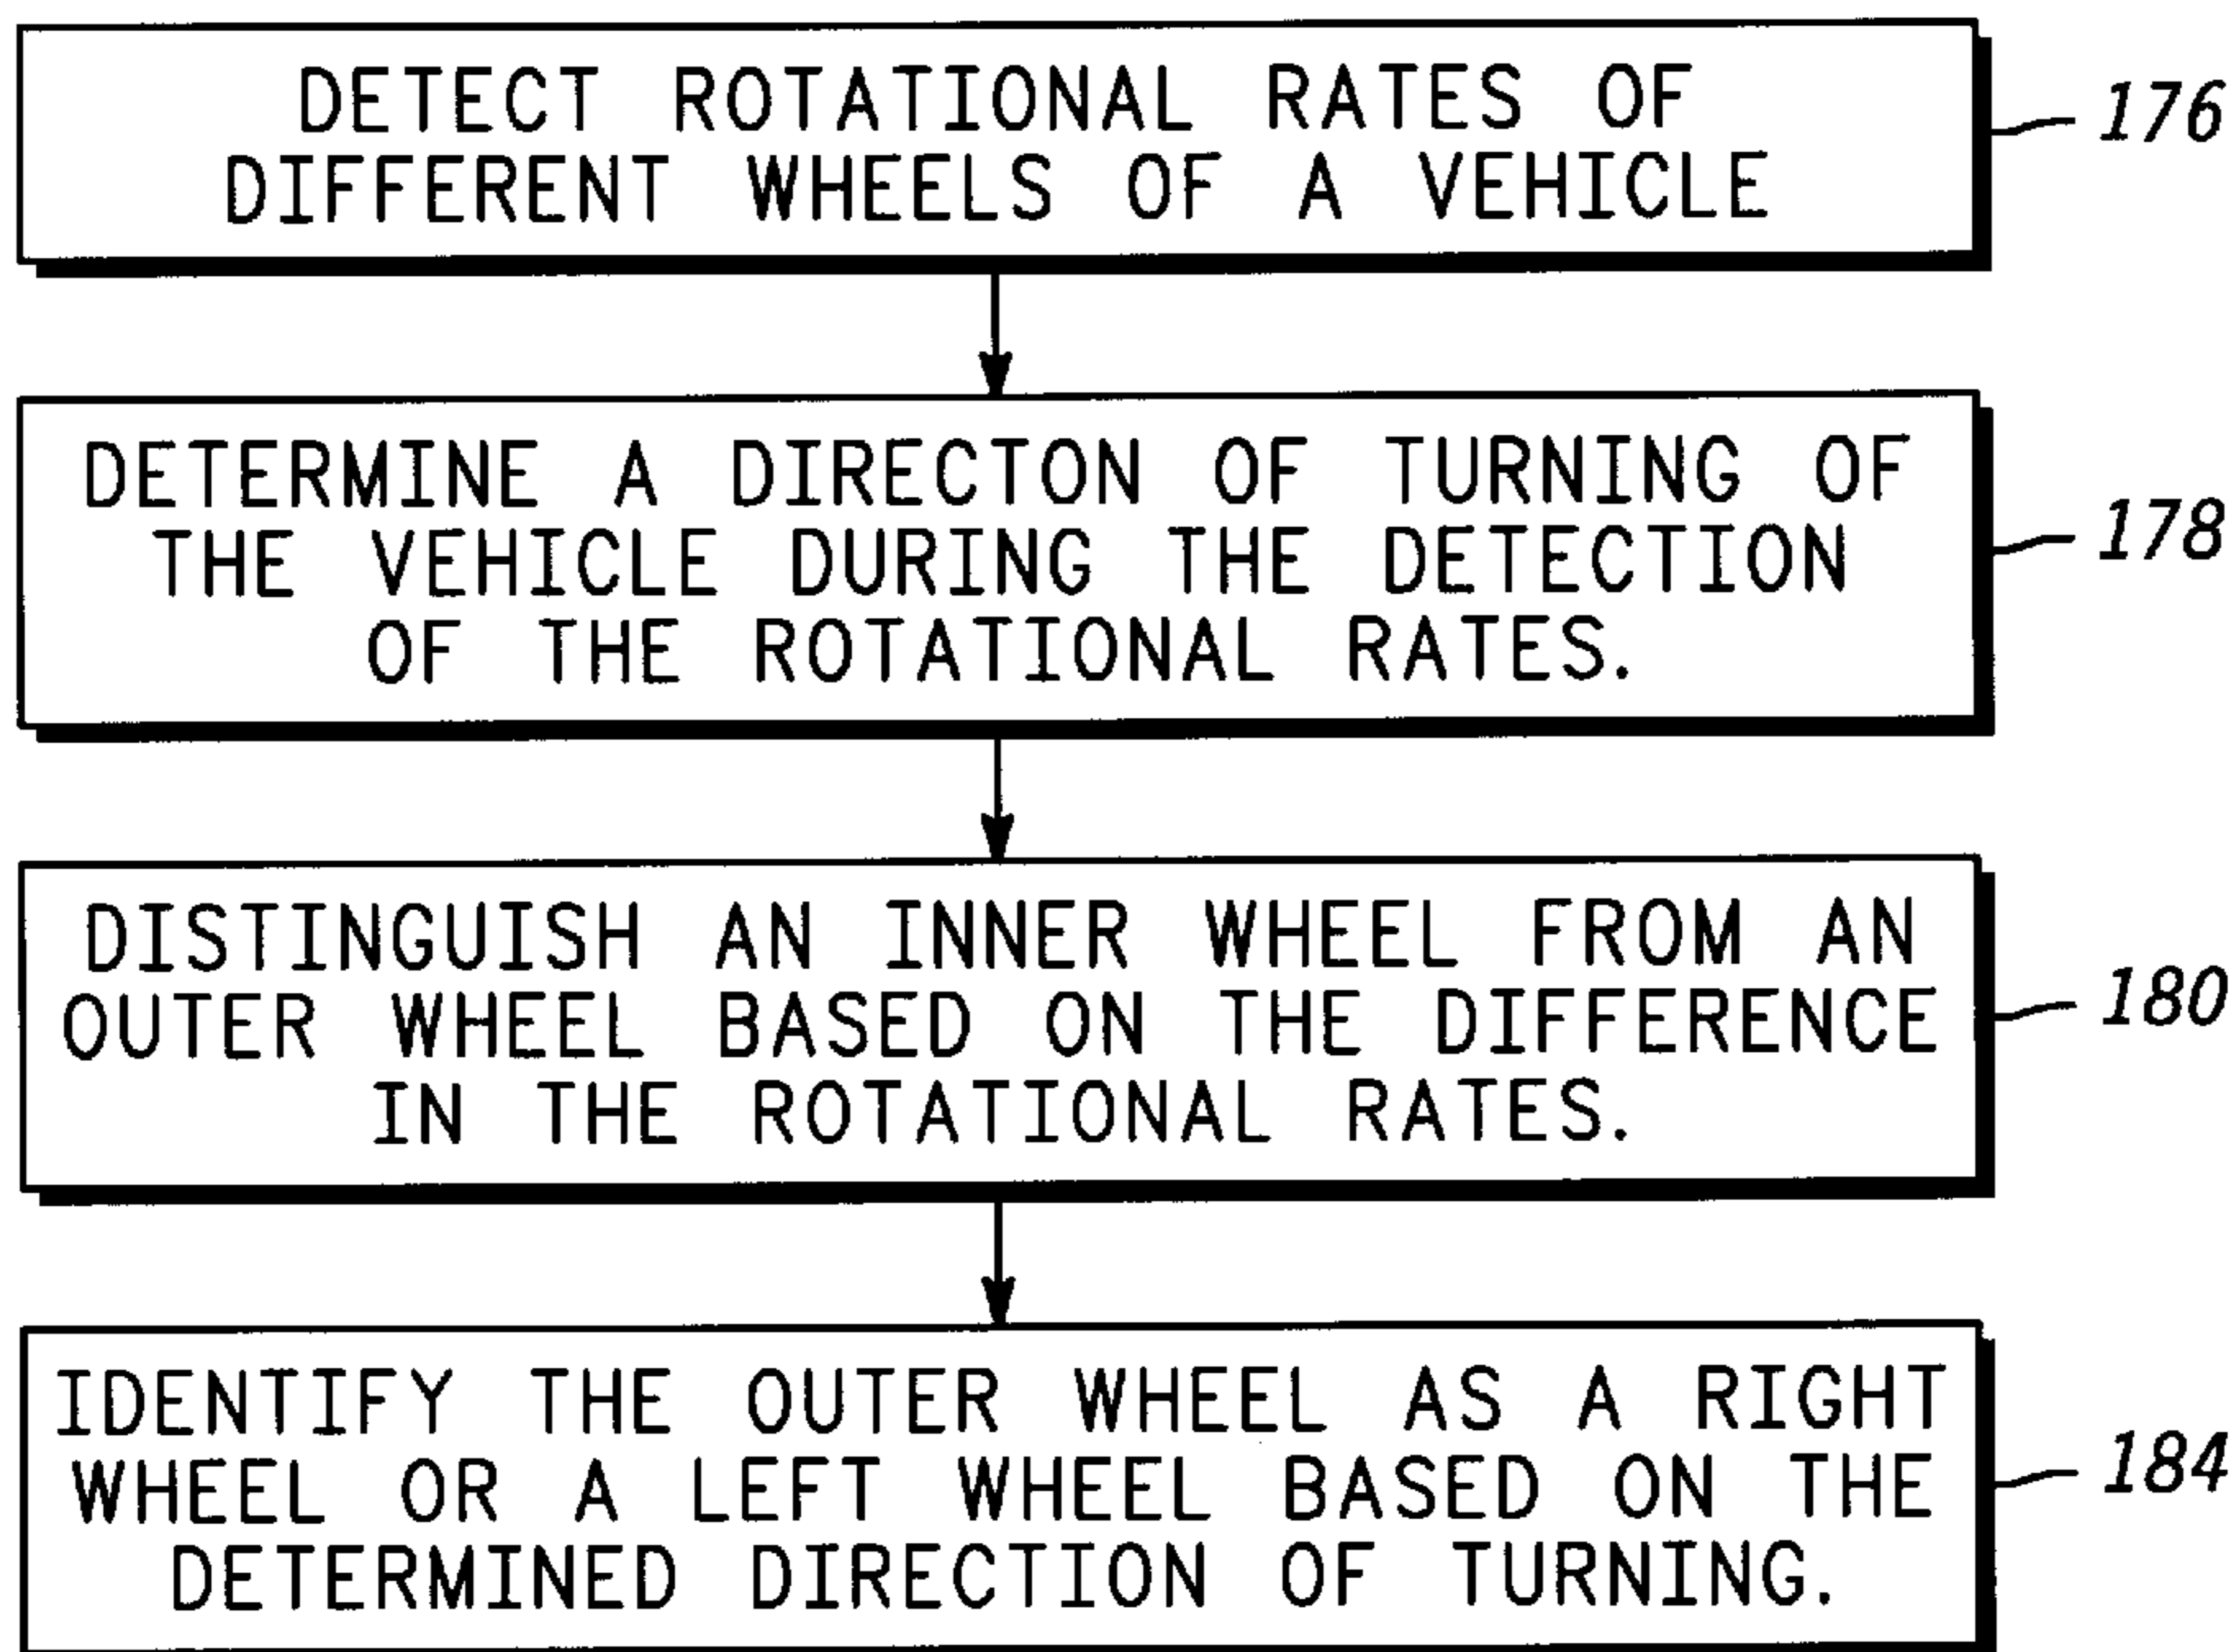 DETECT ROTATIONAL RATES OF
DIFFERENT WHEELS OF A VEHICLE
176
DETERMINE A DIRECTON OF TURNING OF
THE VEHICLE DURING THE DETECTION
OF THE ROTATIONAL RATES.
178
DISTINGUISH AN INNER WHEEL FROM AN
OUTER WHEEL BASED ON THE DIFFERENCE
IN THE ROTATIONAL RATES.
180
IDENTIFY THE OUTER WHEEL AS A RIGHT
WHEEL OR A LEFT WHEEL BASED ON THE
DETERMINED DIRECTION OF TURNING.
184